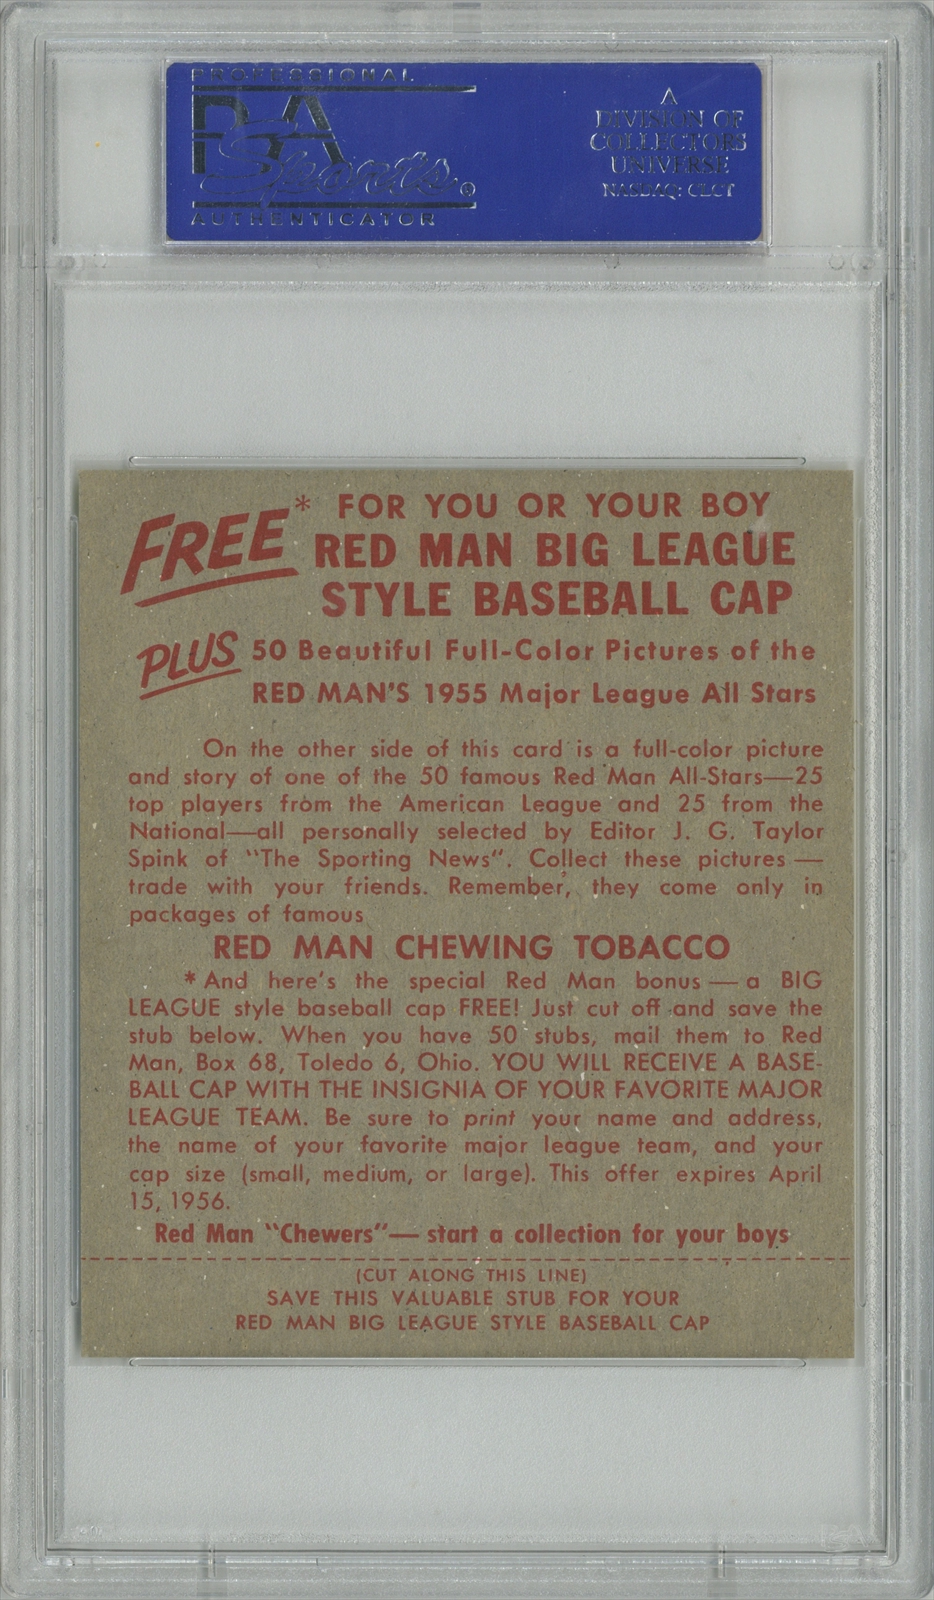 PROFESSIONAL
PSA
Sports®
AUTHENTICATOR
A
DIVISION OF
COLLECTORS
UNIVERSE
NASDAQ: CLCT
FREE* FOR YOU OR YOUR BOY
RED MAN BIG LEAGUE
STYLE BASEBALL CAP
PLUS 50 Beautiful Full-Color Pictures of the
RED MAN'S 1955 Major League All Stars
On the other side of this card is a full-color picture
and story of one of the 50 famous Red Man All-Stars—25
top players from the American League and 25 from the
National—all personally selected by Editor J. G. Taylor
Spink of "The Sporting News". Collect these pictures —
trade with your friends. Remember, they come only in
packages of famous
RED MAN CHEWING TOBACCO
* And here's the special Red Man bonus — a BIG
LEAGUE style baseball cap FREE! Just cut off and save the
stub below. When you have 50 stubs, mail them to Red
Man, Box 68, Toledo 6, Ohio. YOU WILL RECEIVE A BASE-
BALL CAP WITH THE INSIGNIA OF YOUR FAVORITE MAJOR
LEAGUE TEAM. Be sure to print your name and address,
the name of your favorite major league team, and your
cap size (small, medium, or large). This offer expires April
15, 1956.
Red Man "Chewers"— start a collection for your boys
(CUT ALONG THIS LINE)
SAVE THIS VALUABLE STUB FOR YOUR
RED MAN BIG LEAGUE STYLE BASEBALL CAP